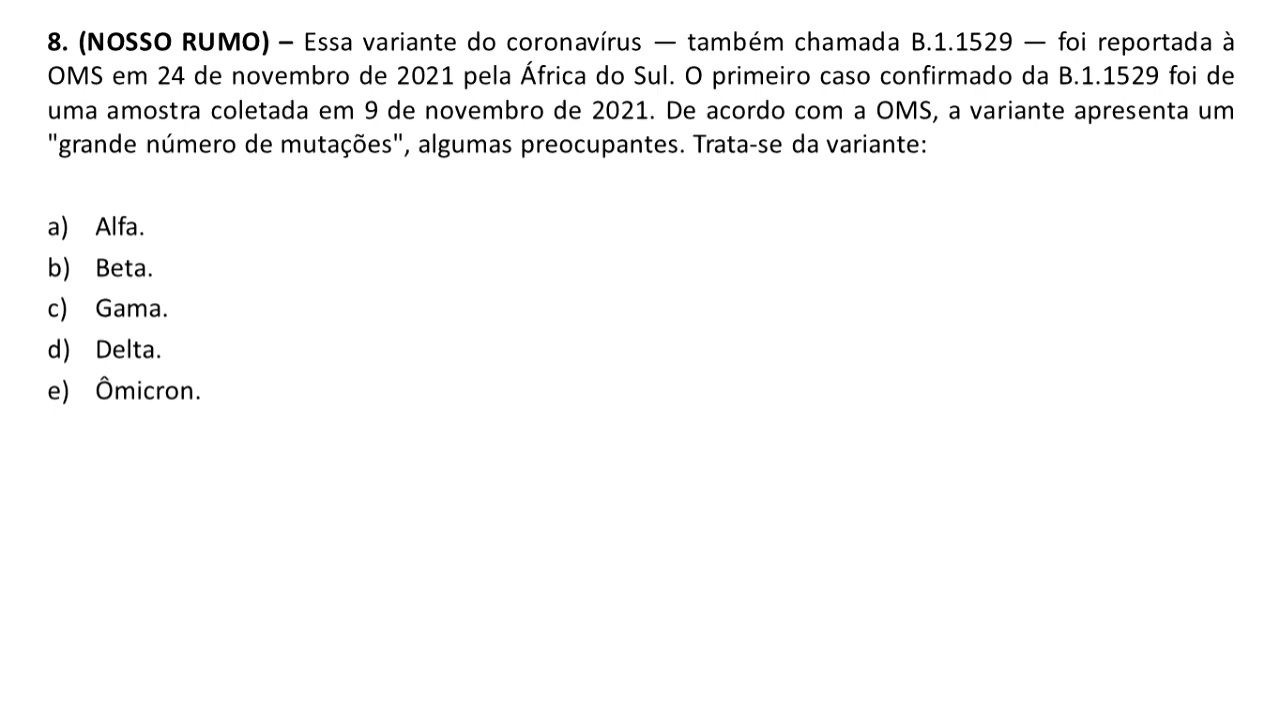 8. (NOSSO RUMO) – Essa variante do coronavírus — também chamada B.1.1529 — foi reportada à
OMS em 24 de novembro de 2021 pela África do Sul. O primeiro caso confirmado da B.1.1529 foi de
uma amostra coletada em 9 de novembro de 2021. De acordo com a OMS, a variante apresenta um
"grande número de mutações", algumas preocupantes. Trata-se da variante:
a) Alfa.
b) Beta.
c) Gama.
d) Delta.
e) Ômicron.